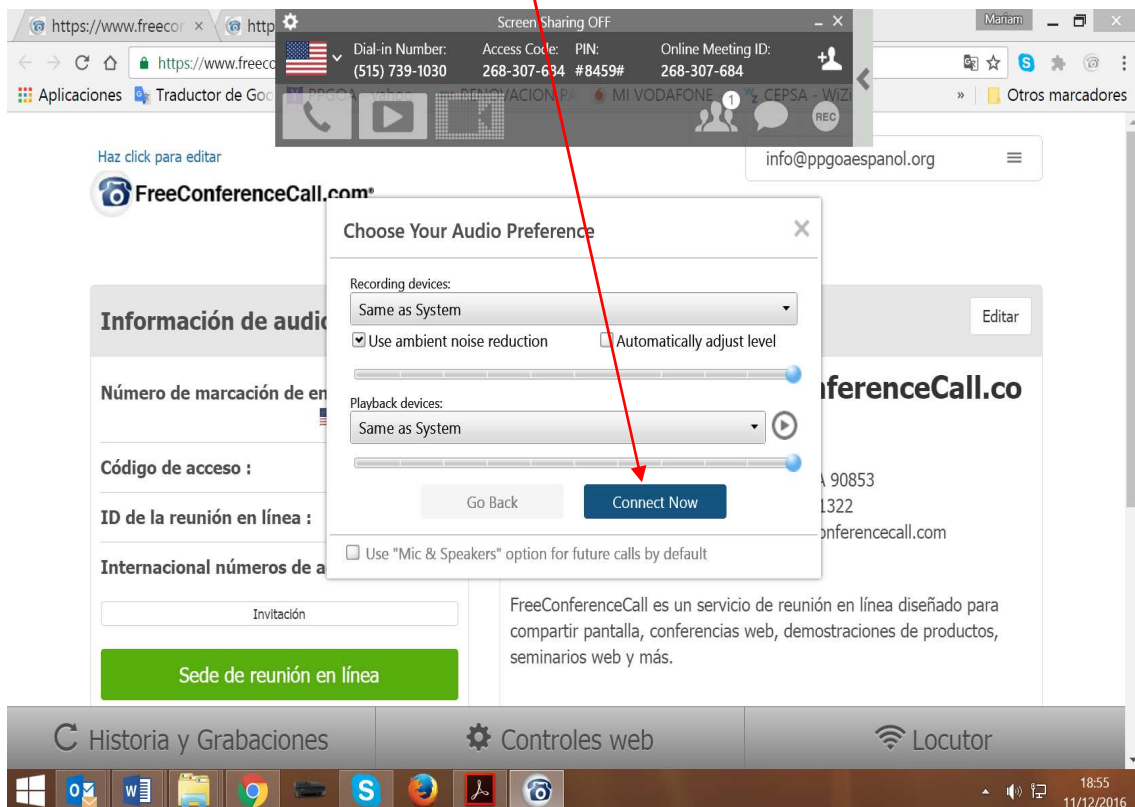 https://www.freecor
http
Screen Sharing OFF
Mariam
Dial-in Number:
(515) 739-1030
Access Code:
268-307-684
PIN:
#8459#
Online Meeting ID:
268-307-684
https://www.freeco
Aplicaciones
Traductor de Goo
PPGOA
yahoo
RENOVACION PA
MI VODAFONE
CEPSA - WiZi
»
Otros marcadores
1
REC
Haz click para editar
info@ppgoaespanol.org
FreeConferenceCall.com®
Choose Your Audio Preference
Recording devices:
Same as System
Use ambient noise reduction
Automatically adjust level
Playback devices:
Same as System
Go Back
Connect Now
Use "Mic & Speakers" option for future calls by default
Información de audio
Editar
Número de marcación de en
ferenceCall.co
Código de acceso :
90853
ID de la reunión en línea :
1322
onferencecall.com
Internacional números de a
Invitación
Sede de reunión en línea
FreeConferenceCall es un servicio de reunión en línea diseñado para
compartir pantalla, conferencias web, demostraciones de productos,
seminarios web y más.
Historia y Grabaciones
Controles web
Locutor
18:55
11/12/2016